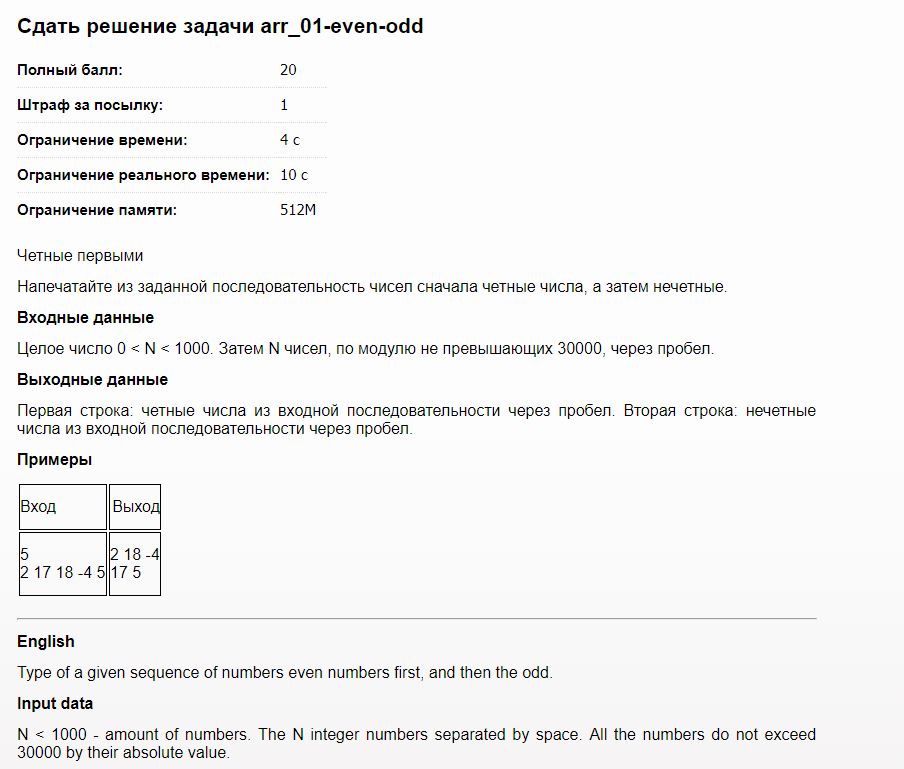 Сдать решение задачи arr_01-even-odd
Полный балл: 20
Штраф за посылку: 1
Ограничение времени: 4 с
Ограничение реального времени: 10 с
Ограничение памяти: 512M
Четные первыми
Напечатайте из заданной последовательность чисел сначала четные числа, а затем нечетные.
Входные данные
Целое число 0 < N < 1000. Затем N чисел, по модулю не превышающих 30000, через пробел.
Выходные данные
Первая строка: четные числа из входной последовательности через пробел. Вторая строка: нечетные
числа из входной последовательности через пробел.
Примеры
Вход Выход
5 2 18 -4
2 17 18 -4 5 17 5
English
Type of a given sequence of numbers even numbers first, and then the odd.
Input data
N < 1000 - amount of numbers. The N integer numbers separated by space. All the numbers do not exceed
30000 by their absolute value.